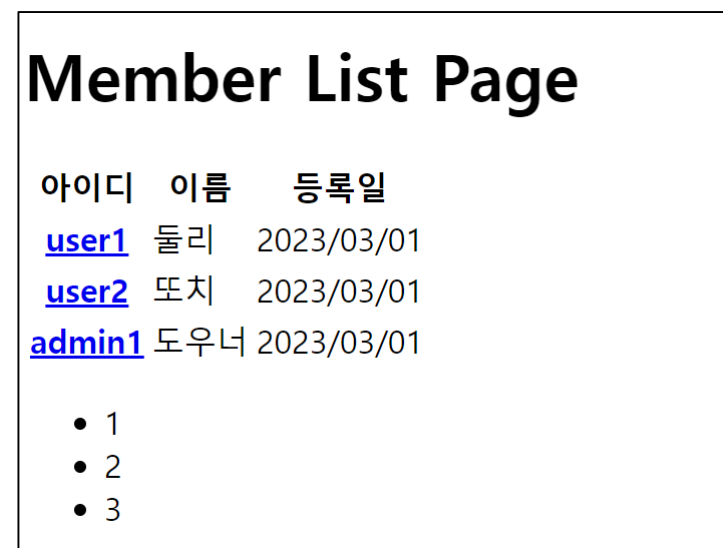 Member List Page
아이디 이름 등록일
user1 둘리 2023/03/01
user2 또치 2023/03/01
admin1 도우너 2023/03/01
1
2
3